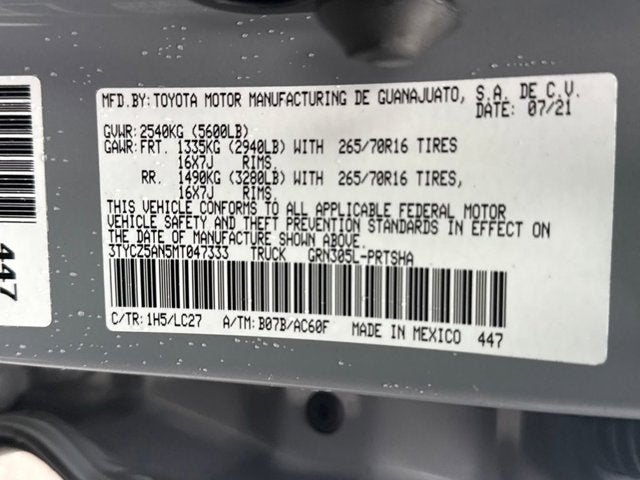 MFD.BY:TOYOTA MOTOR MANUFACTURING DE GUANAJUATO, S.A. DE C.V.
DATE: 07/21
GVWR:2540KG (5600LB)
GAWR:FRT. 1335KG (2940LB) WITH 265/70R16 TIRES
16X7J RIMS,
RR. 1490KG (3280LB) WITH 265/70R16 TIRES,
16X7J RIMS,
THIS VEHICLE CONFORMS TO ALL APPLICABLE FEDERAL MOTOR
VEHICLE SAFETY AND THEFT PREVENTION STANDARDS IN EFFECT ON
THE DATE OF MANUFACTURE SHOWN ABOVE.
3TYCZ5AN5MT047333 TRUCK GRN305L-PRTSHA
C/TR: 1H5/LC27 A/TM: B07B/AC60F MADE IN MEXICO 447
447